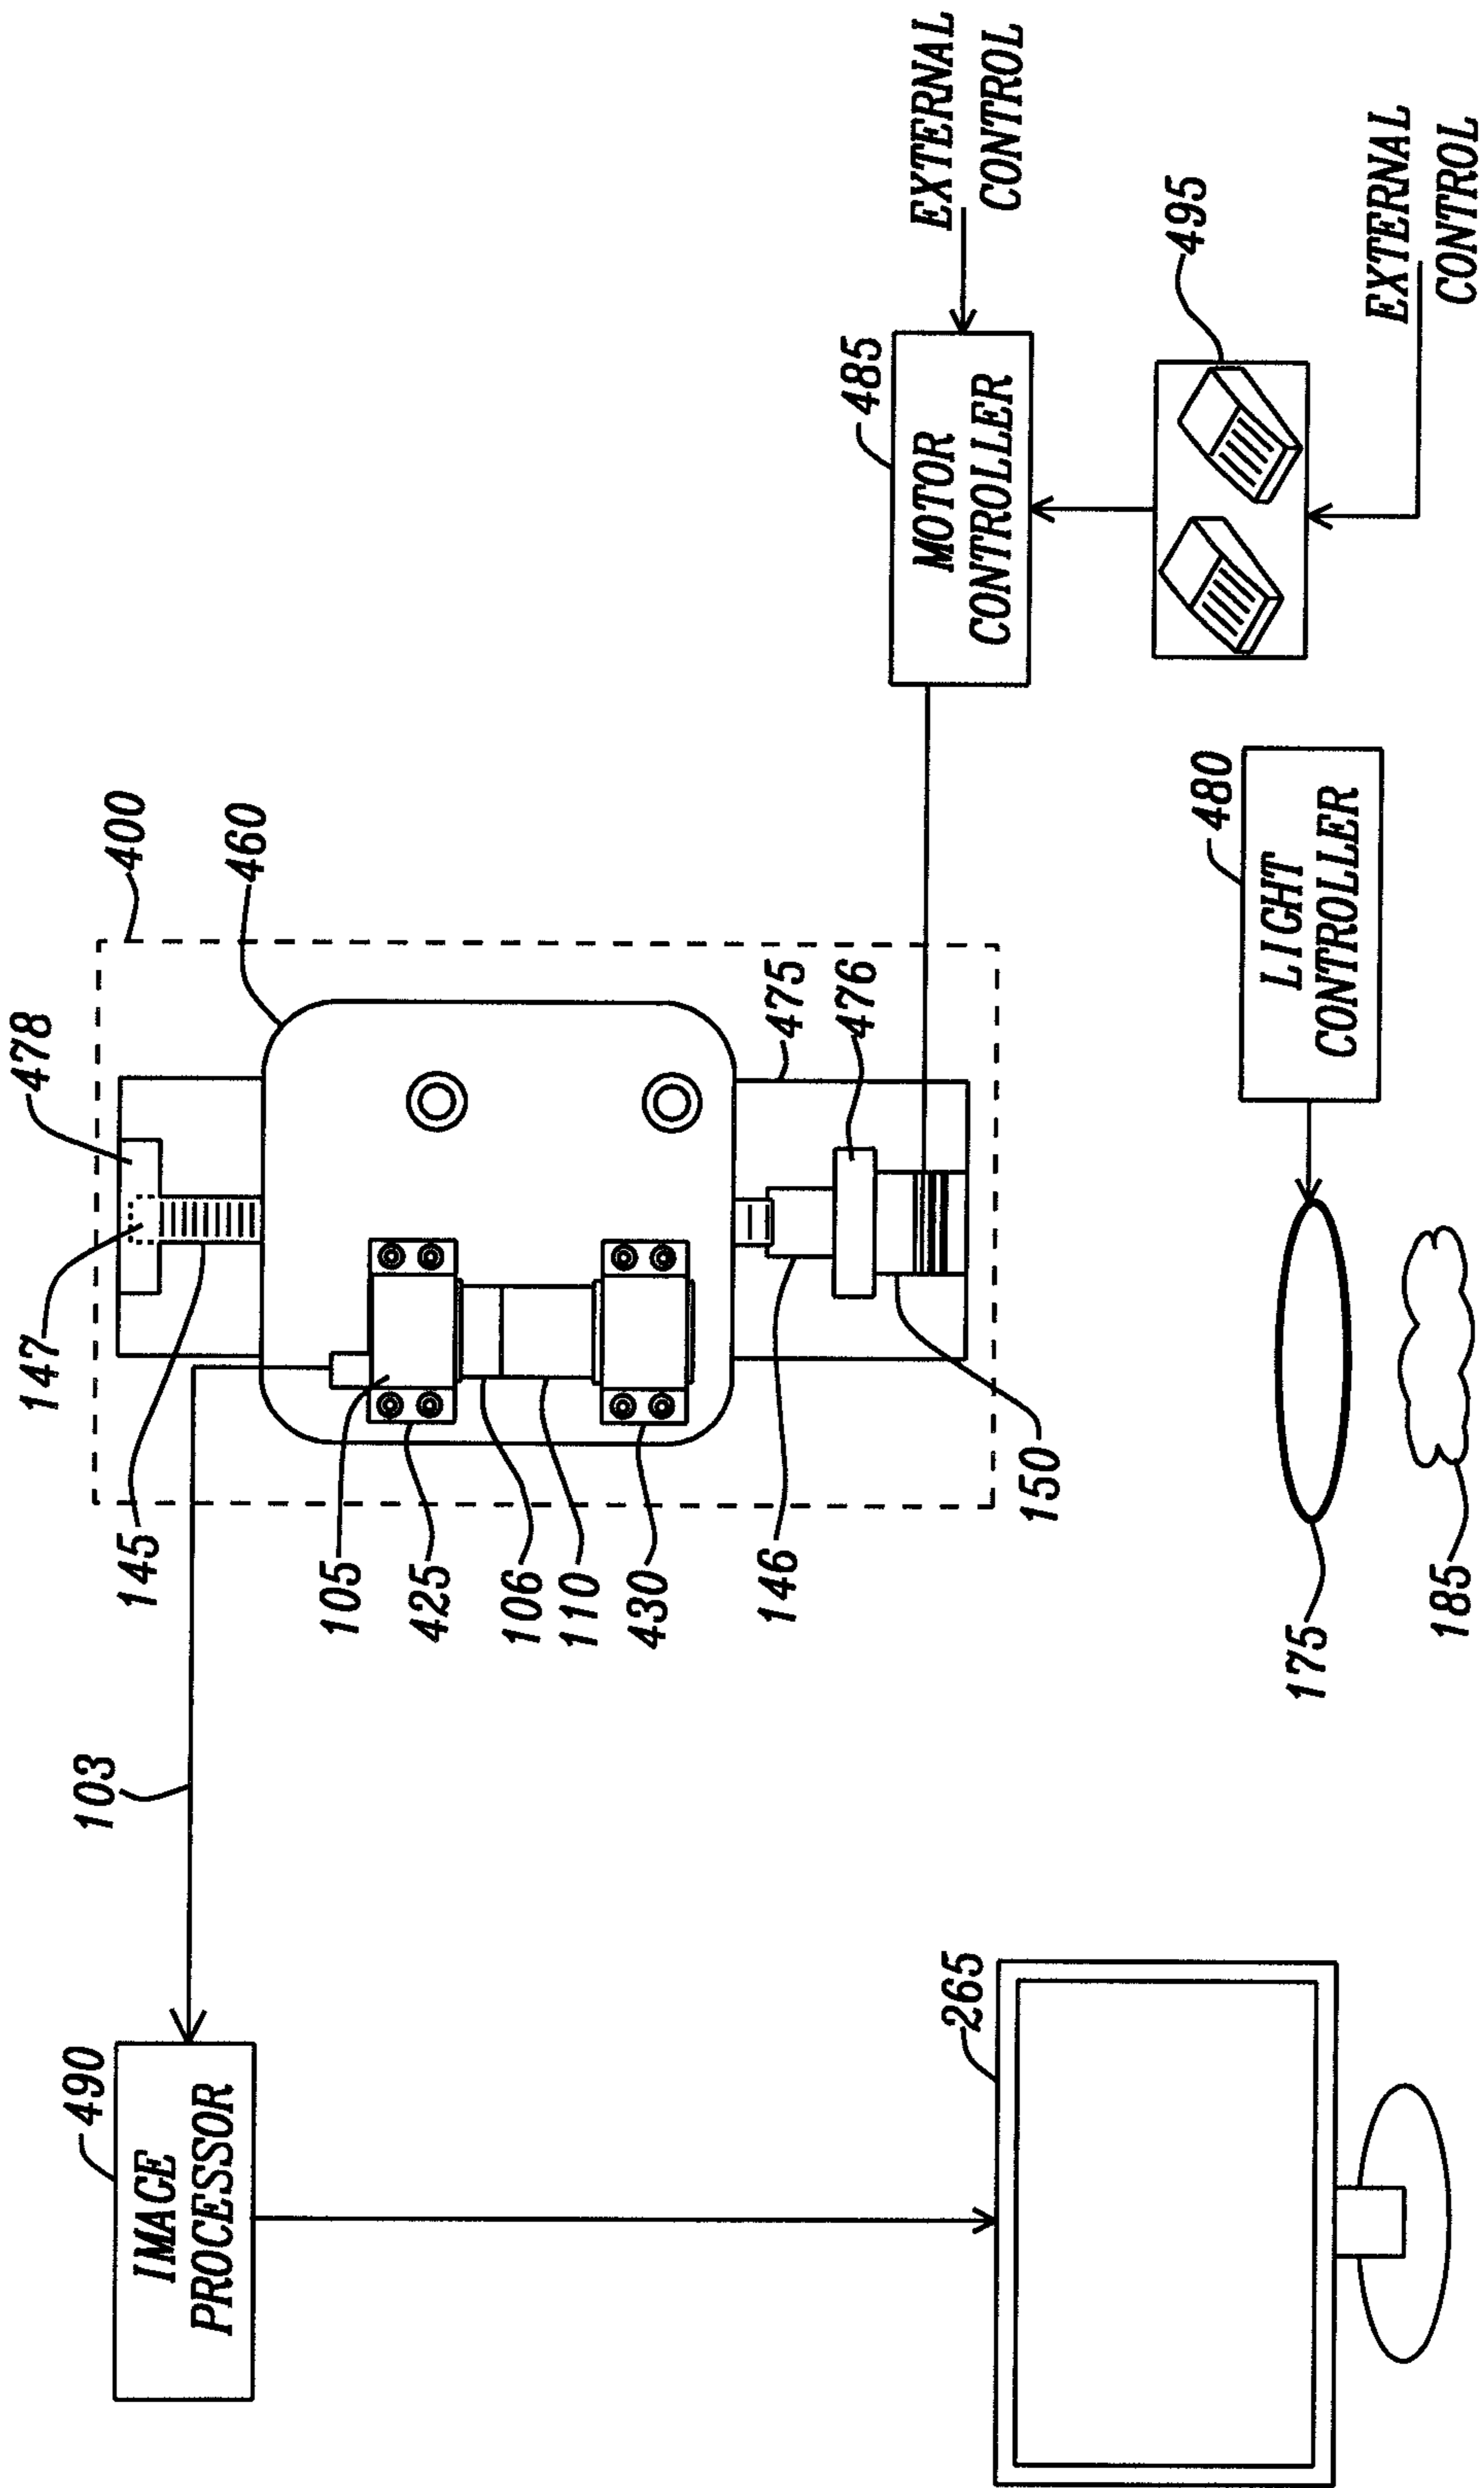 147
478
490
103
400
145
IMAGE
PROCESSOR
460
105
425
106
110
430
146
475
476
485
MOTOR
CONTROLLER
EXTERNAL
CONTROL
265
150
495
480
LIGHT
CONTROLLER
175
EXTERNAL
CONTROL
185